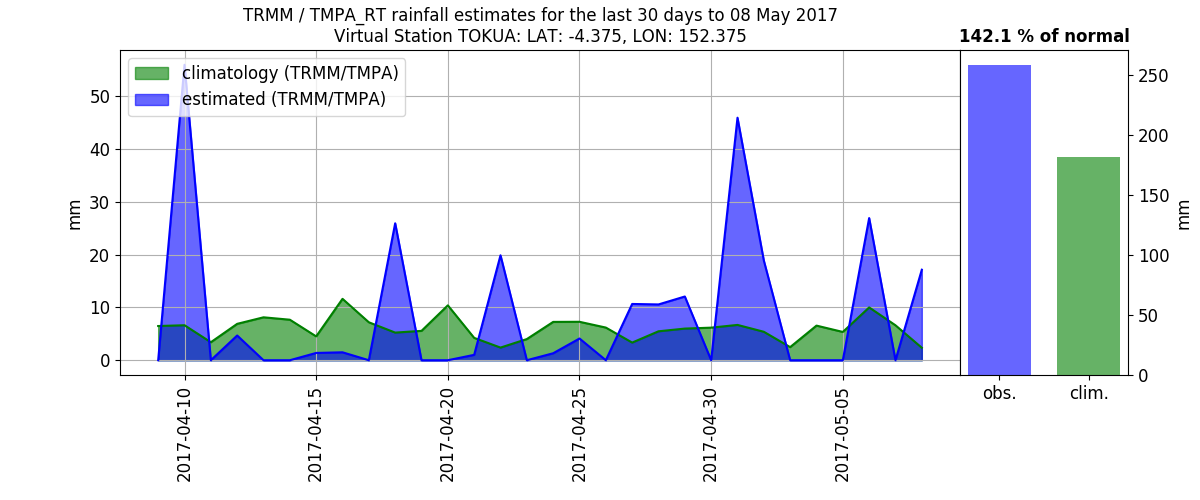 TRMM / TMPA_RT rainfall estimates for the last 30 days to 08 May 2017
Virtual Station TOKUA: LAT: -4.375, LON: 152.375
142.1 % of normal
climatology (TRMM/TMPA)
estimated (TRMM/TMPA)
mm
50
40
30
20
10
0
2017-04-10
2017-04-15
2017-04-20
2017-04-25
2017-04-30
2017-05-05
obs.
clim.
250
200
150
100
50
0
mm